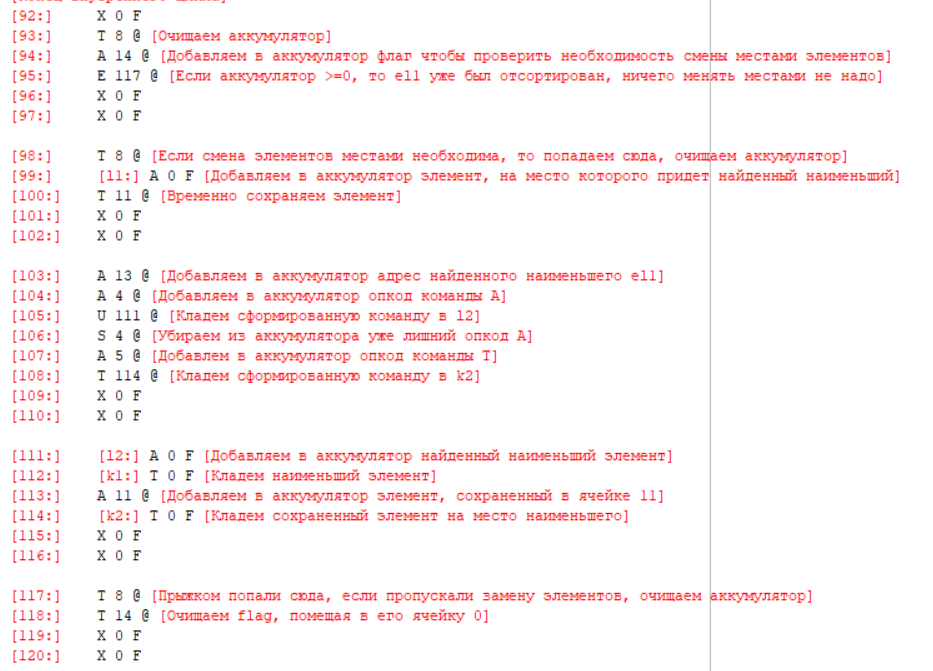 [92:] X 0 F
[93:] T 8 @ [Очищаем аккумулятор]
[94:] A 14 @ [Добавляем в аккумулятор флаг чтобы проверить необходимость смены местами элементов]
[95:] E 117 @ [Если аккумулятор >=0, то ell уже был отсортирован, ничего менять местами не надо]
[96:] X 0 F
[97:] X 0 F
[98:] T 8 @ [Если смена элементов местами необходима, то попадаем сюда, очищаем аккумулятор]
[99:] [l1:] A 0 F [Добавляем в аккумулятор элемент, на место которого придет найденный наименьший]
[100:] T 11 @ [Временно сохраняем элемент]
[101:] X 0 F
[102:] X 0 F
[103:] A 13 @ [Добавляем в аккумулятор адрес найденного наименьшего ell]
[104:] A 4 @ [Добавляем в аккумулятор опкод команды A]
[105:] U 111 @ [Кладем сформированную команду в l2]
[106:] S 4 @ [Убираем из аккумулятора уже лишний опкод A]
[107:] A 5 @ [Добавлем в аккумулятор опкод команды T]
[108:] T 114 @ [Кладем сформированную команду в k2]
[109:] X 0 F
[110:] X 0 F
[111:] [l2:] A 0 F [Добавляем в аккумулятор найденный наименьший элемент]
[112:] [k1:] T 0 F [Кладем наименьший элемент]
[113:] A 11 @ [Добавляем в аккумулятор элемент, сохраненный в ячейке 11]
[114:] [k2:] T 0 F [Кладем сохраненный элемент на место наименьшего]
[115:] X 0 F
[116:] X 0 F
[117:] T 8 @ [Прыжком попали сюда, если пропускали замену элементов, очищаем аккумулятор]
[118:] T 14 @ [Очищаем flag, помещая в его ячейку 0]
[119:] X 0 F
[120:] X 0 F